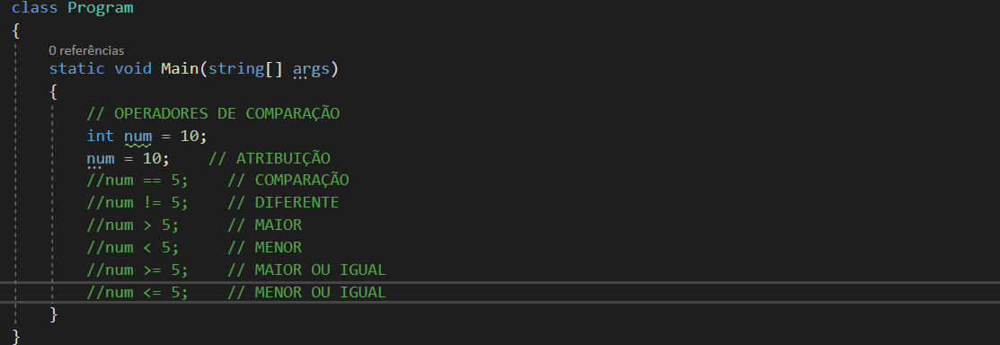 class Program
{
0 referências
static void Main(string[] args)
{
// OPERADORES DE COMPARAÇÃO
int num = 10;
num = 10;    // ATRIBUIÇÃO
//num == 5;    // COMPARAÇÃO
//num != 5;    // DIFERENTE
//num > 5;     // MAIOR
//num < 5;     // MENOR
//num >= 5;    // MAIOR OU IGUAL
//num <= 5;    // MENOR OU IGUAL
}
}